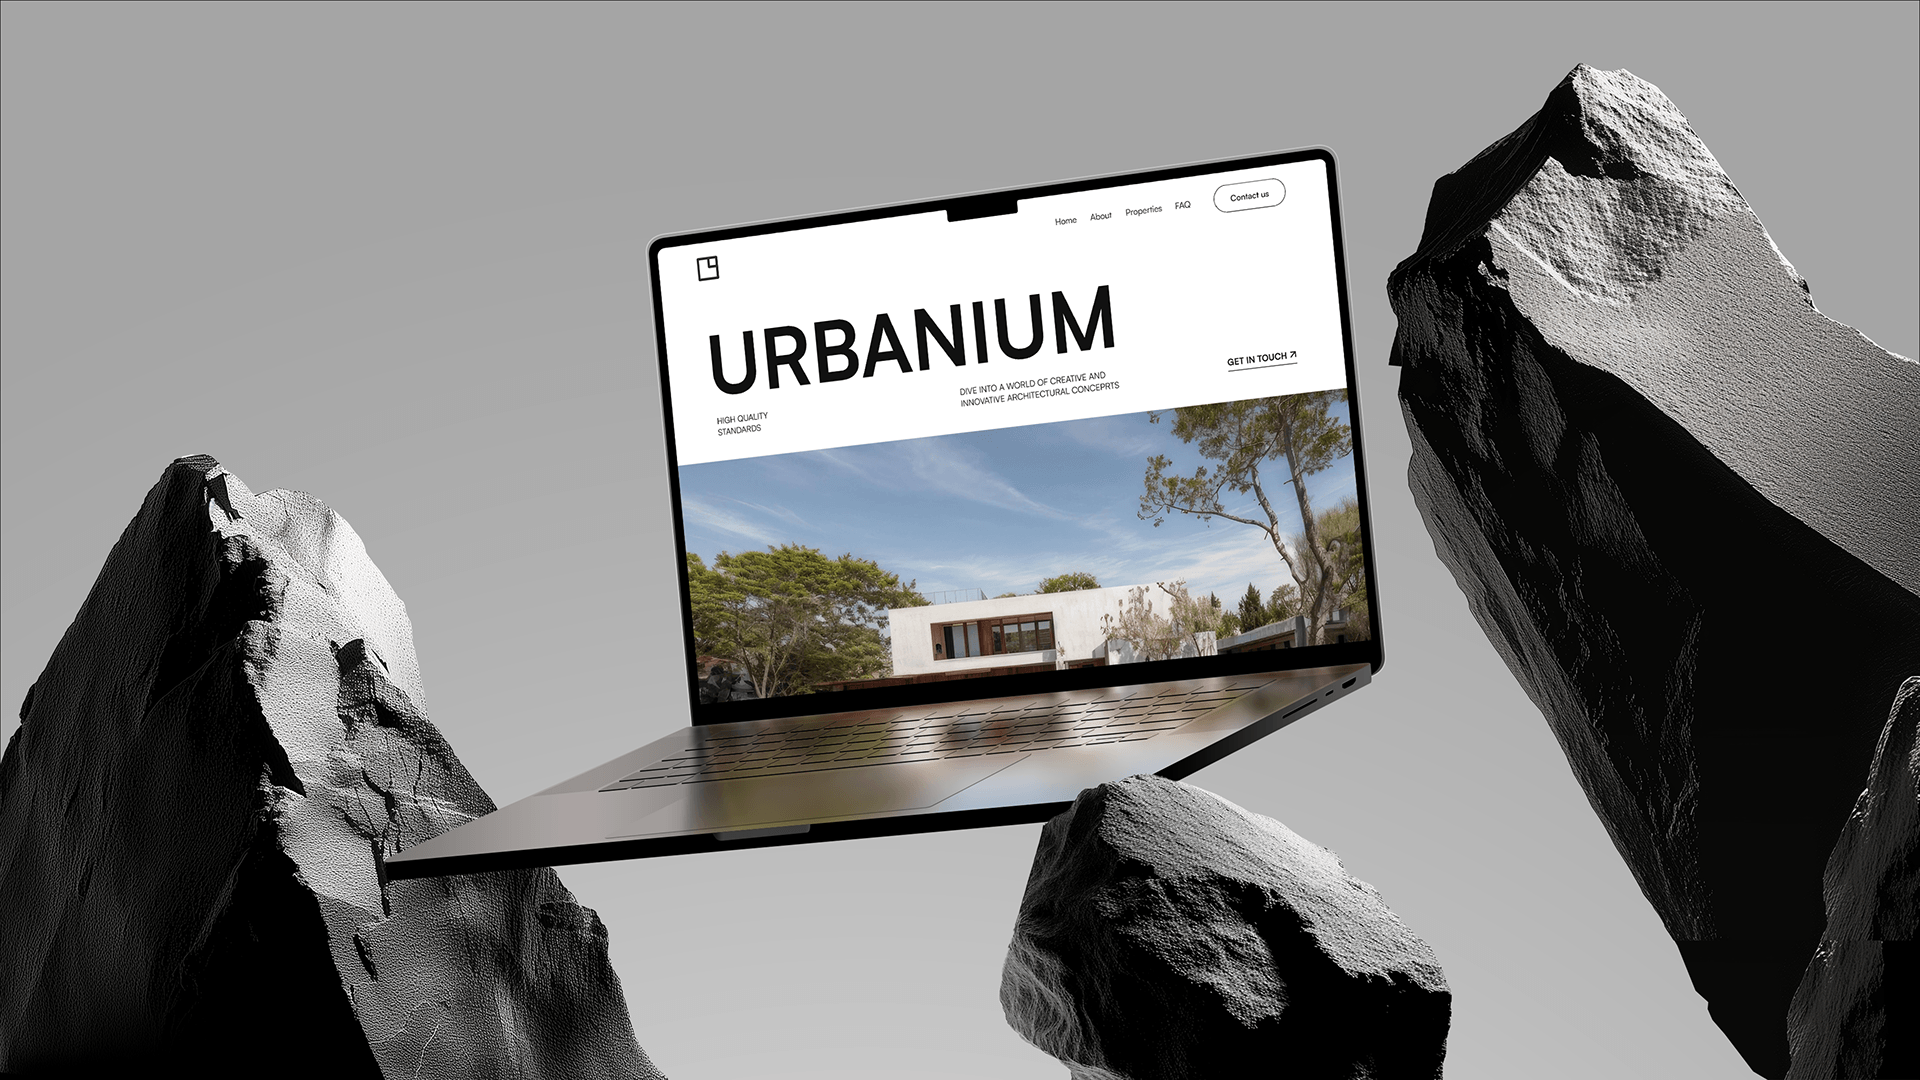 Home About Properties FAQ Contact us
URBANIUM
GET IN TOUCH
HIGH QUALITY
STANDARDS
DIVE INTO A WORLD OF CREATIVE AND
INNOVATIVE ARCHITECTURAL CONCEPRTS